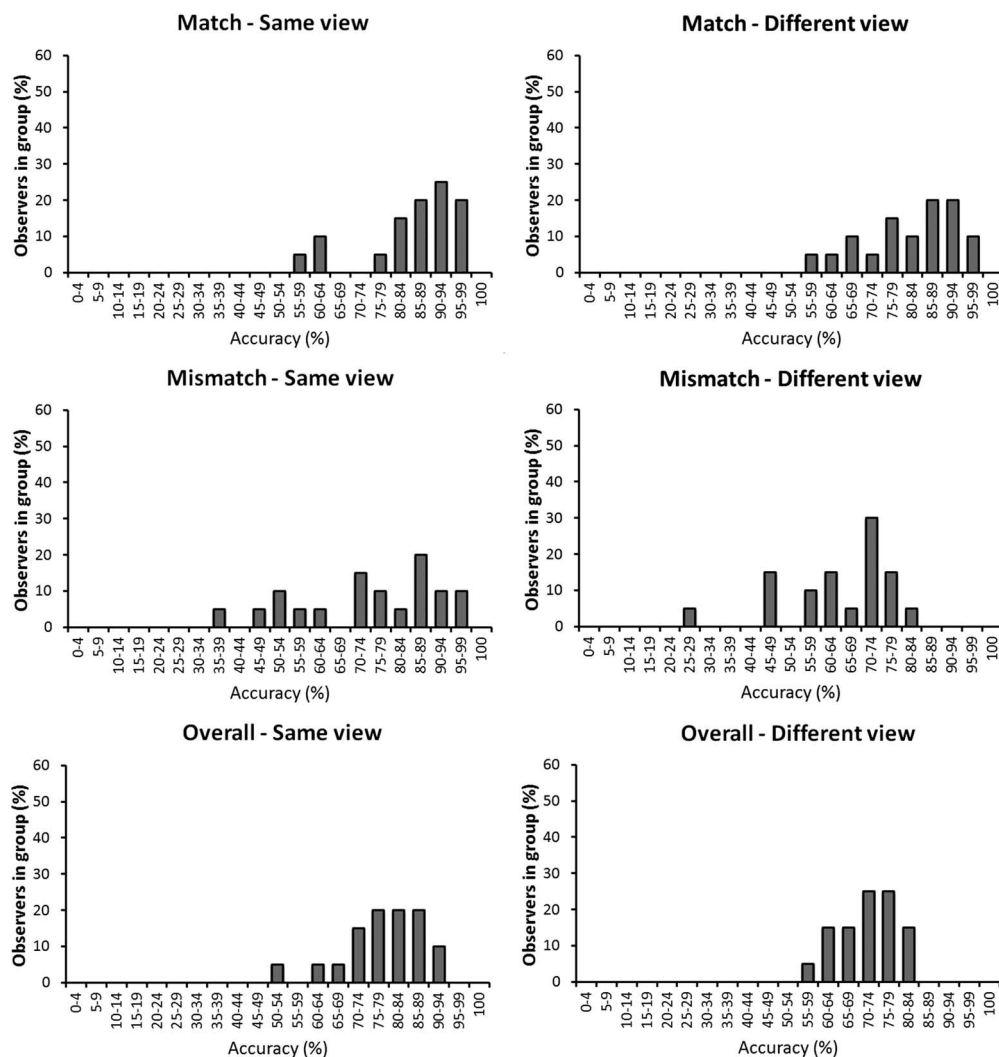 Match - Same view
Observers in group (%)
60
50
40
30
20
10
0
0-4 5-9 10-14 15-19 20-24 25-29 30-34 35-39 40-44 45-49 50-54 55-59 60-64 65-69 70-74 75-79 80-84 85-89 90-94 95-99 100
Accuracy (%)
Match - Different view
Observers in group (%)
60
50
40
30
20
10
0
0-4 5-9 10-14 15-19 20-24 25-29 30-34 35-39 40-44 45-49 50-54 55-59 60-64 65-69 70-74 75-79 80-84 85-89 90-94 95-99 100
Accuracy (%)
Mismatch - Same view
Observers in group (%)
60
50
40
30
20
10
0
0-4 5-9 10-14 15-19 20-24 25-29 30-34 35-39 40-44 45-49 50-54 55-59 60-64 65-69 70-74 75-79 80-84 85-89 90-94 95-99 100
Accuracy (%)
Mismatch - Different view
Observers in group (%)
60
50
40
30
20
10
0
0-4 5-9 10-14 15-19 20-24 25-29 30-34 35-39 40-44 45-49 50-54 55-59 60-64 65-69 70-74 75-79 80-84 85-89 90-94 95-99 100
Accuracy (%)
Overall - Same view
Observers in group (%)
60
50
40
30
20
10
0
0-4 5-9 10-14 15-19 20-24 25-29 30-34 35-39 40-44 45-49 50-54 55-59 60-64 65-69 70-74 75-79 80-84 85-89 90-94 95-99 100
Accuracy (%)
Overall - Different view
Observers in group (%)
60
50
40
30
20
10
0
0-4 5-9 10-14 15-19 20-24 25-29 30-34 35-39 40-44 45-49 50-54 55-59 60-64 65-69 70-74 75-79 80-84 85-89 90-94 95-99 100
Accuracy (%)